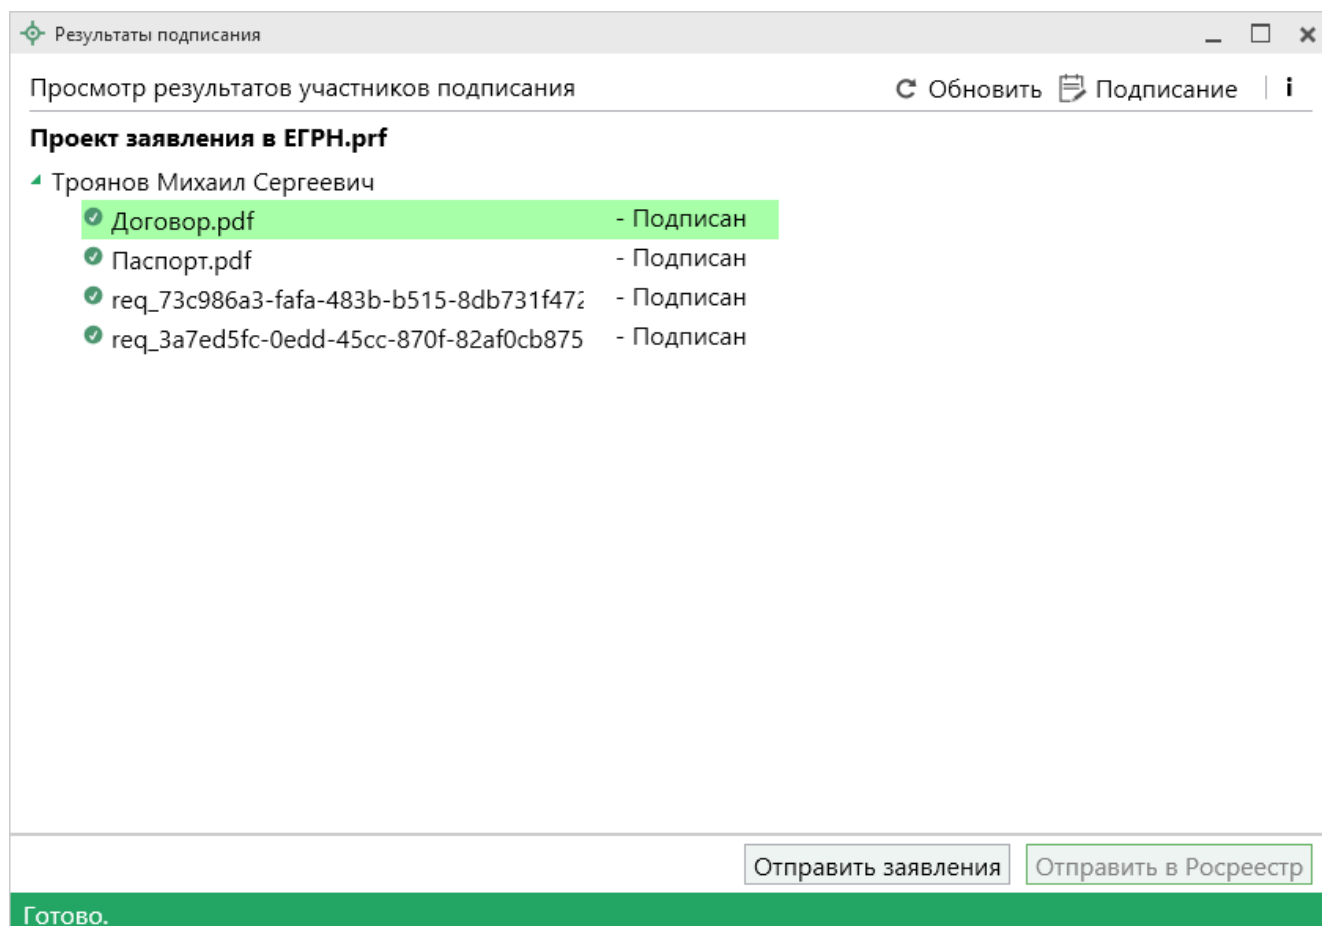 Результаты подписания
Просмотр результатов участников подписания Обновить Подписание i
Проект заявления в ЕГРН.prf
Троянов Михаил Сергеевич
Договор.pdf - Подписан
Паспорт.pdf - Подписан
req_73c986a3-fafa-483b-b515-8db731f472 - Подписан
req_3a7ed5fc-0edd-45cc-870f-82af0cb875 - Подписан
Отправить заявления Отправить в Росреестр
Готово.